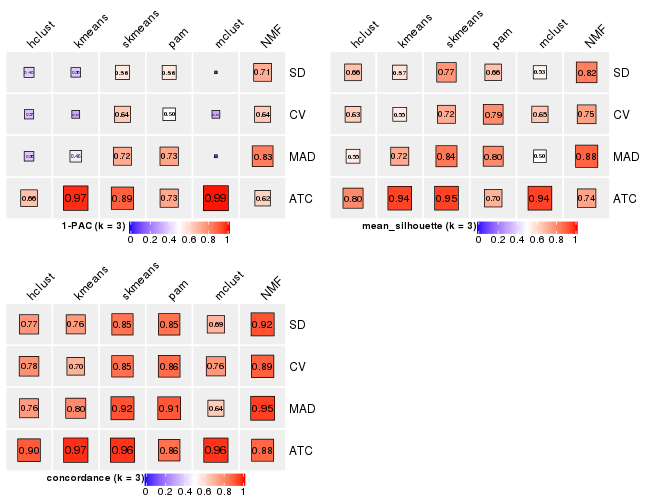 hclust kmeans skmeans pam mclust NMF
0.56 0.56 0.71 SD
0.64 0.50 0.64 CV
0.72 0.73 0.83 MAD
0.66 0.97 0.89 0.73 0.99 0.62 ATC
1-PAC (k = 3)
0 0.2 0.4 0.6 0.8 1
hclust kmeans skmeans pam mclust NMF
0.66 0.57 0.77 0.66 0.53 0.82 SD
0.63 0.55 0.72 0.79 0.65 0.75 CV
0.55 0.72 0.84 0.80 0.50 0.88 MAD
0.80 0.94 0.95 0.70 0.94 0.74 ATC
mean_silhouette (k = 3)
0 0.2 0.4 0.6 0.8 1
hclust kmeans skmeans pam mclust NMF
0.77 0.76 0.85 0.85 0.69 0.92 SD
0.78 0.70 0.85 0.86 0.76 0.89 CV
0.76 0.80 0.92 0.91 0.64 0.95 MAD
0.90 0.97 0.96 0.86 0.96 0.88 ATC
concordance (k = 3)
0 0.2 0.4 0.6 0.8 1